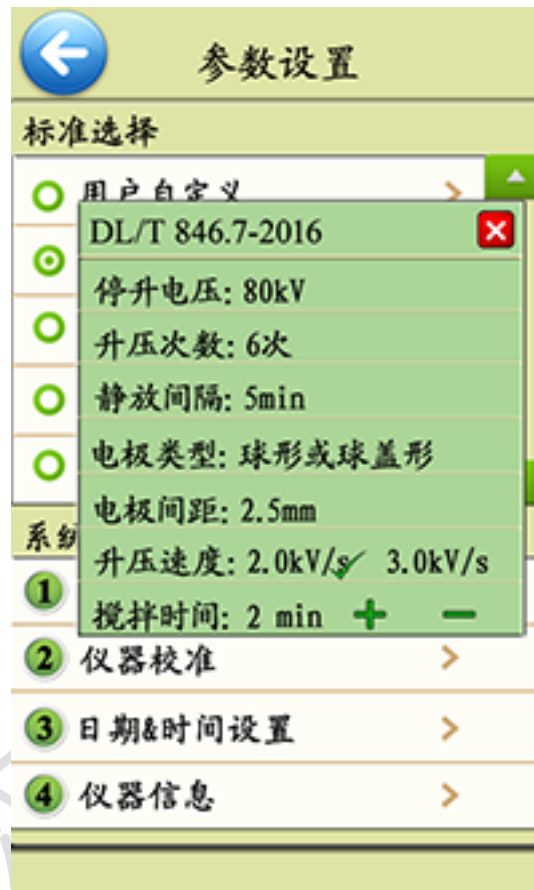 参数设置
标准选择
用户自定义
DL/T 846.7-2016
停升电压: 80kV
升压次数: 6次
静放间隔: 5min
电极类型: 球形或球盖形
电极间距: 2.5mm
系
升压速度: 2.0kV/s 3.0kV/s
1
搅拌时间: 2 min + -
2 仪器校准
3 日期&时间设置
4 仪器信息